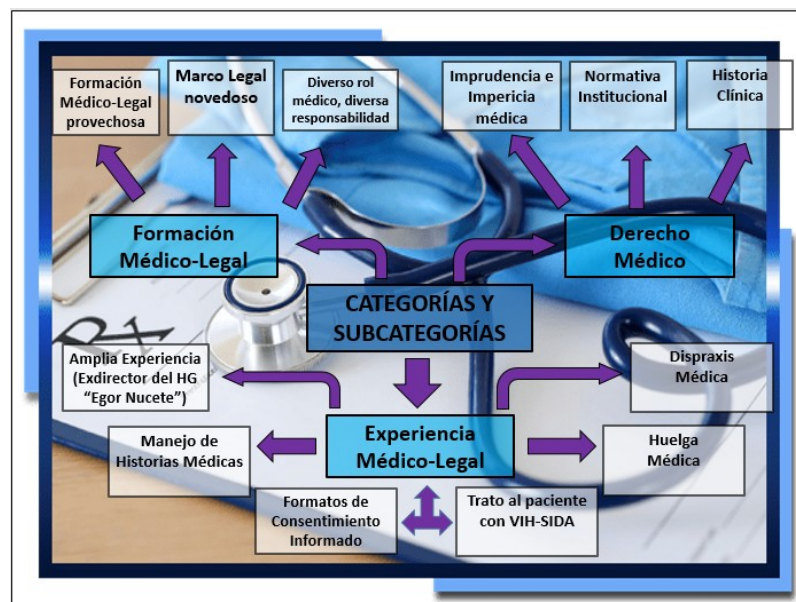 Formación
Médico-Legal
provechosa
Marco Legal
novedoso
Diverso rol
médico, diversa
responsabilidad
Imprudencia e
Impericia
médica
Normativa
Institucional
Historia
Clínica
Formación
Médico-Legal
Derecho
Médico
CATEGORÍAS Y
SUBCATEGORÍAS
Rx
Amplia Experiencia
(Exdirector del HG
“Egor Nucete”)
Dispraxis
Médica
Experiencia
Médico-Legal
Manejo de
Historias Médicas
Huelga
Médica
Formatos de
Consentimiento
Informado
Trato al paciente
con VIH-SIDA